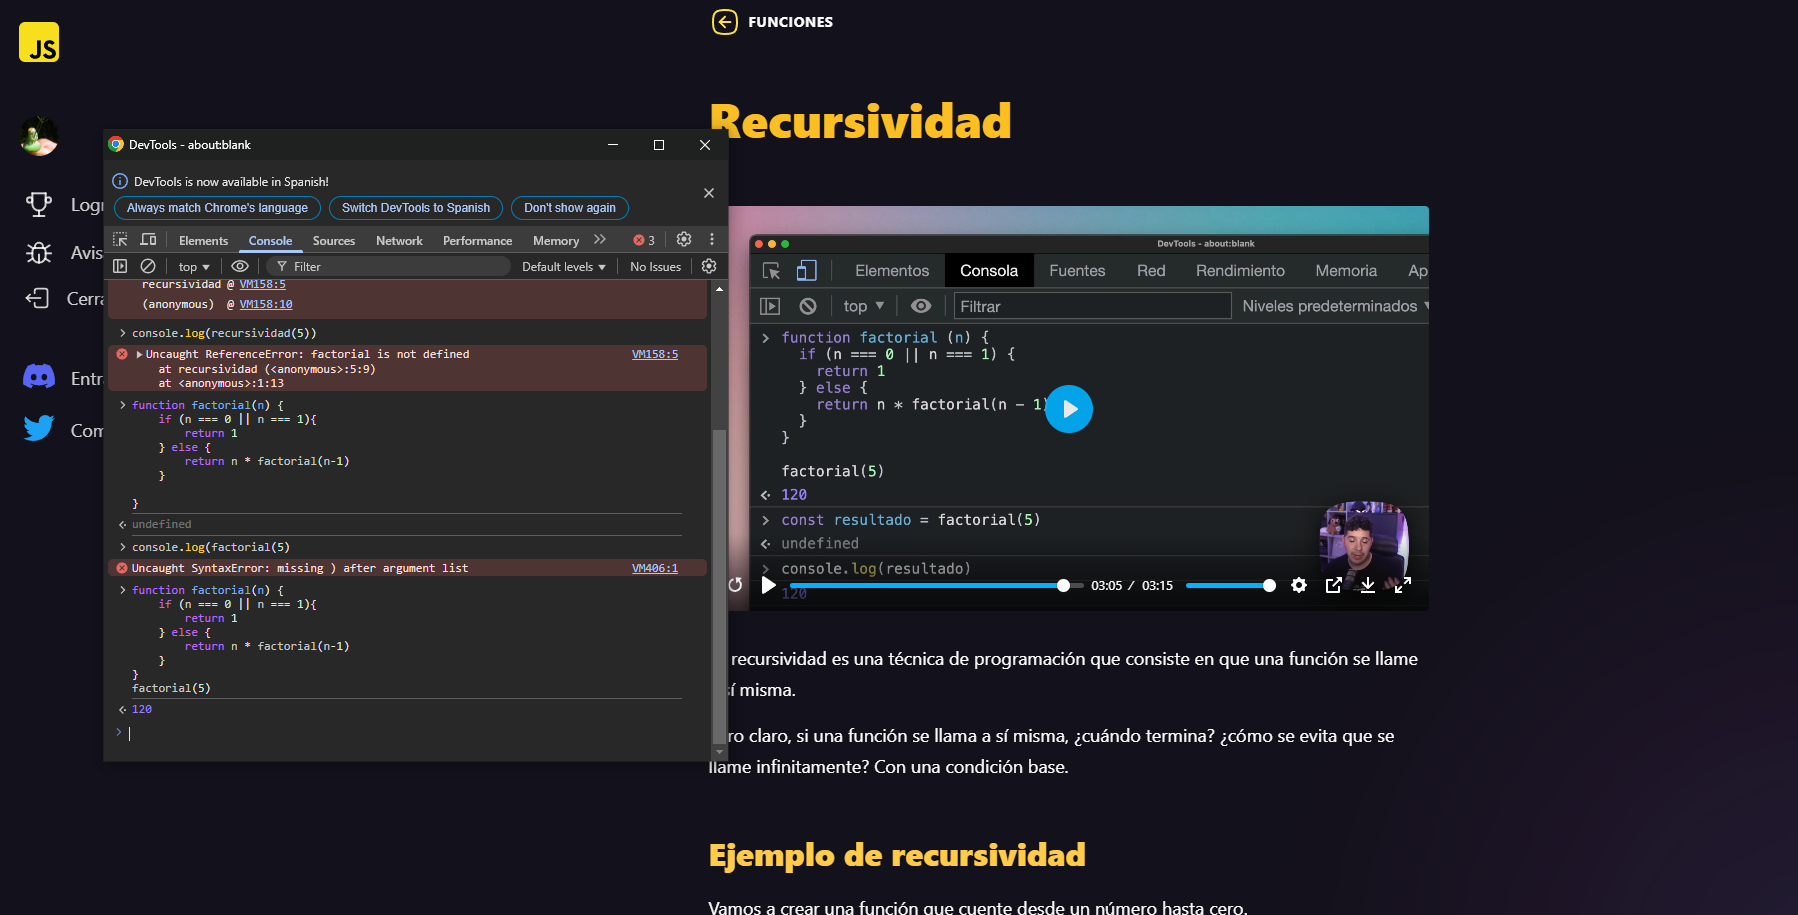 JS
FUNCIONES
Recursividad
Logr
Avis
Cerra
Entra
Com
DevTools - about:blank
DevTools is now available in Spanish!
Always match Chrome's language
Switch DevTools to Spanish
Don't show again
Elements Console Sources Network Performance Memory 3
top Filter Default levels No Issues
recursividad @ VM158:5
(anonymous) @ VM158:10
console.log(recursividad(5))
Uncaught ReferenceError: factorial is not defined VM158:5
at recursividad (<anonymous>:5:9)
at <anonymous>:1:13
function factorial(n) {
if (n === 0 || n === 1){
return 1
} else {
return n * factorial(n-1)
}
}
undefined
console.log(factorial(5)
Uncaught SyntaxError: missing ) after argument list VM406:1
function factorial(n) {
if (n === 0 || n === 1){
return 1
} else {
return n * factorial(n-1)
}
}
factorial(5)
120
DevTools - about:blank
Elementos Consola Fuentes Red Rendimiento Memoria Ap
top Filtrar Niveles predeterminados
function factorial (n) {
if (n === 0 || n === 1) {
return 1
} else {
return n * factorial(n - 1)
}
}
factorial(5)
120
const resultado = factorial(5)
undefined
console.log(resultado)
120
03:05 / 03:15
recursividad es una técnica de programación que consiste en que una función se llame
sí misma.
ro claro, si una función se llama a sí misma, ¿cuándo termina? ¿cómo se evita que se
llame infinitamente? Con una condición base.
Ejemplo de recursividad
Vamos a crear una función que cuente desde un número hasta cero.